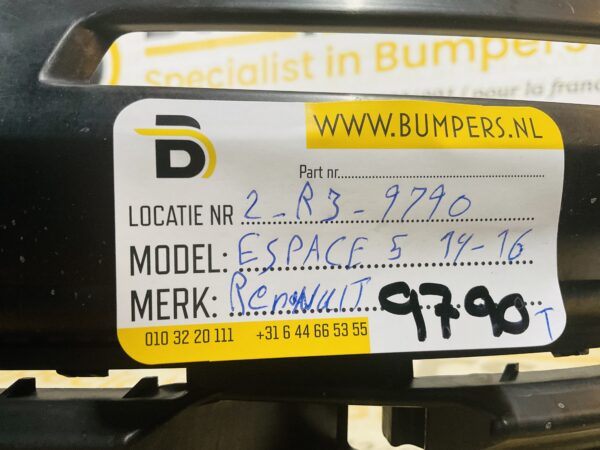 Specialist in Bumpers
pour la franc
B
WWW.BUMPERS.NL
Part nr
LOCATIE NR 2-R3-9790
MODEL: ESPACE 5 14-16
MERK: Renault 9790 T
010 32 20 111 +31 6 44 66 53 55